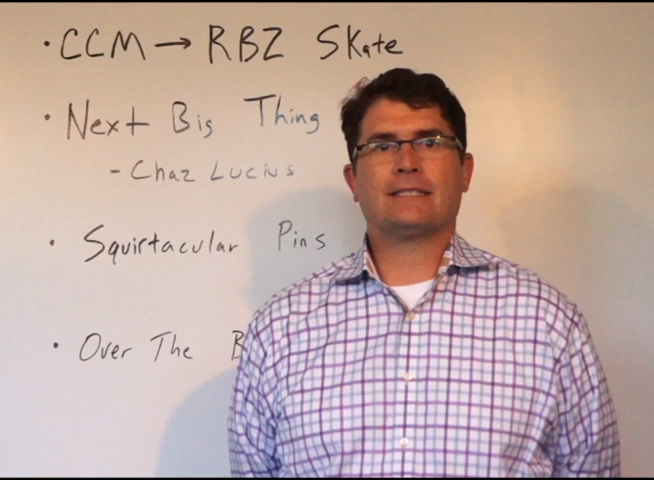 • CCM → RBZ Skate
• Next Big Thing
- Chaz Lucius
• Squirtacular Pins
• Over The B